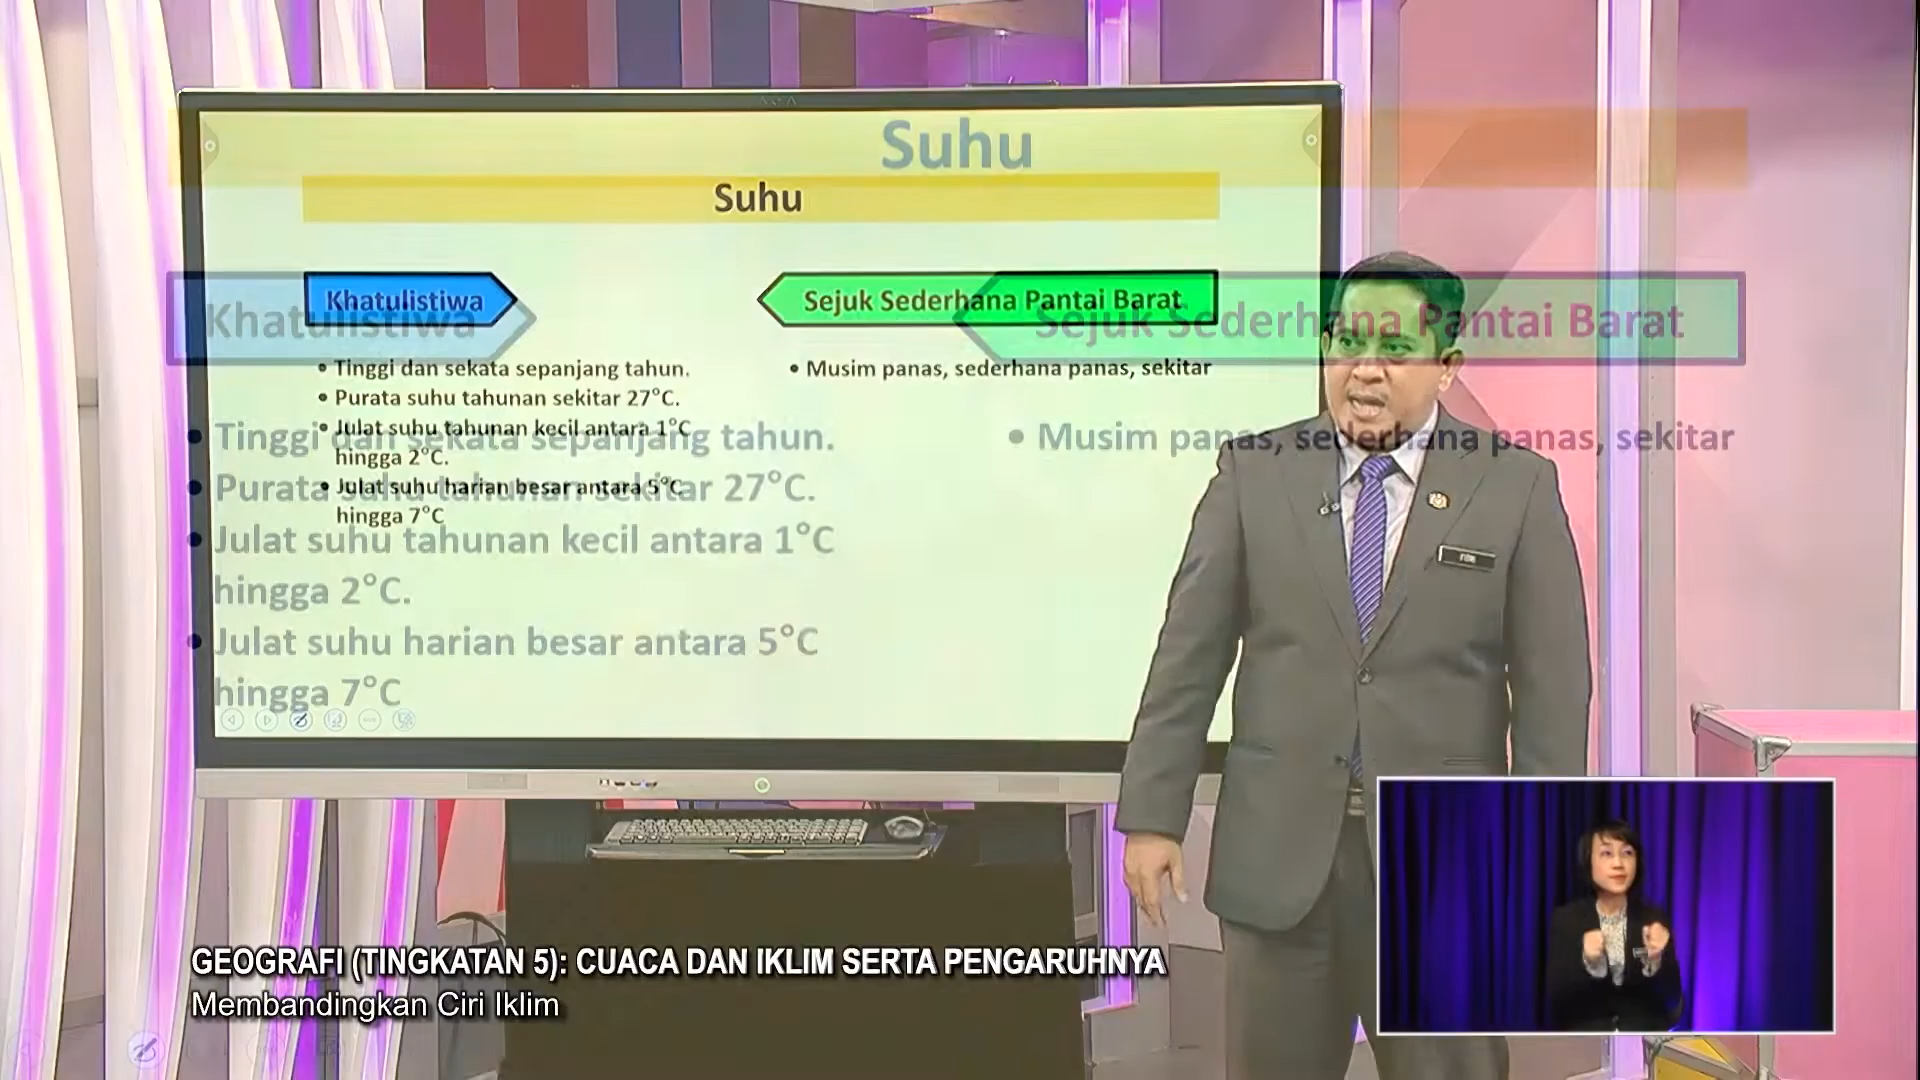 Suhu
Suhu
Khatulistiwa
Sejuk Sederhana Pantai Barat
Khatulistiwa
Sejuk Sederhana Pantai Barat
• Tinggi dan sekata sepanjang tahun.
• Purata suhu tahunan sekitar 27°C.
• Julat suhu tahunan kecil antara 1°C
hingga 2°C.
• Julat suhu harian besar antara 5°C
hingga 7°C
• Musim panas, sederhana panas, sekitar
• Tinggi dan sekata sepanjang tahun.
• Purata suhu tahunan sekitar 27°C.
• Julat suhu tahunan kecil antara 1°C
hingga 2°C.
• Julat suhu harian besar antara 5°C
hingga 7°C
• Musim panas, sederhana panas, sekitar
GEOGRAFI (TINGKATAN 5): CUACA DAN IKLIM SERTA PENGARUHNYA
Membandingkan Ciri Iklim